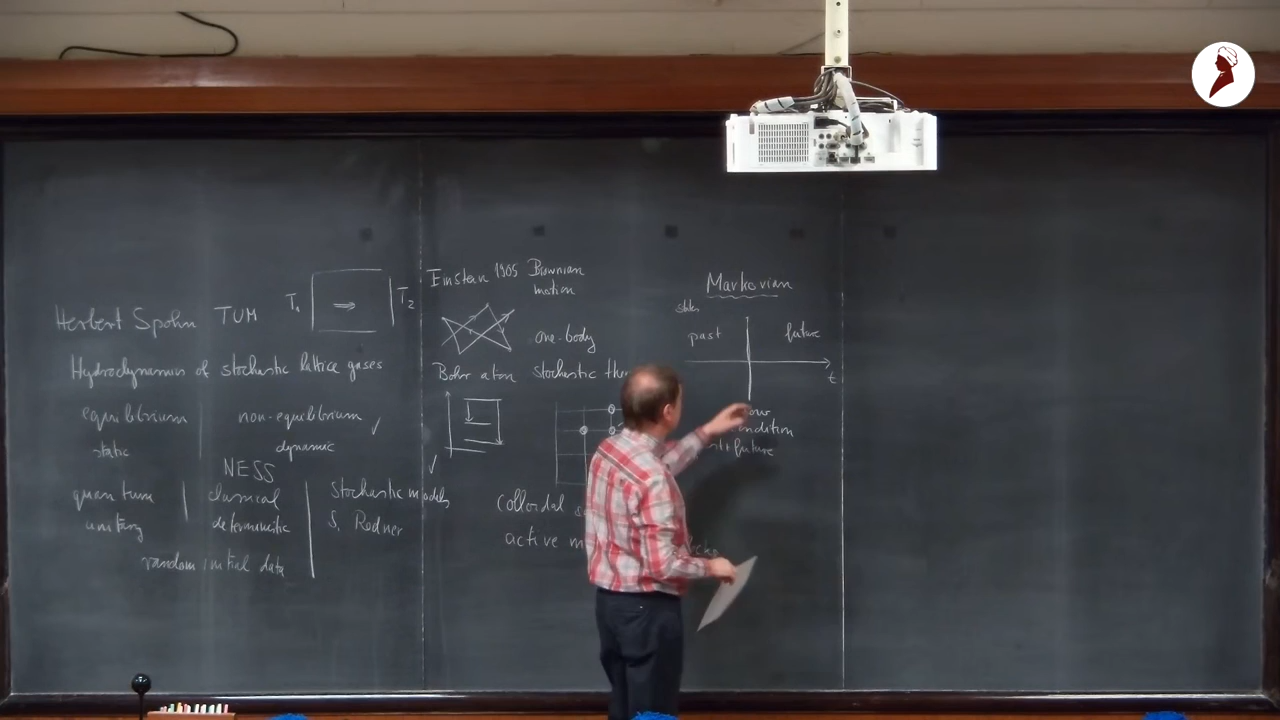 Herbert Spohn TUM
T1 ⇒ T2
Hydrodynamics of stochastic lattice gases
equilibrium non-equilibrium ✓
static dynamic
NESS
quantum classical stochastic models
unitary deterministic S. Redner
random initial data
Einstein 1905 Brownian
motion
one-body
Bohr atom stochastic
colloidal
active
Markovian
states
past future
t
condition
future